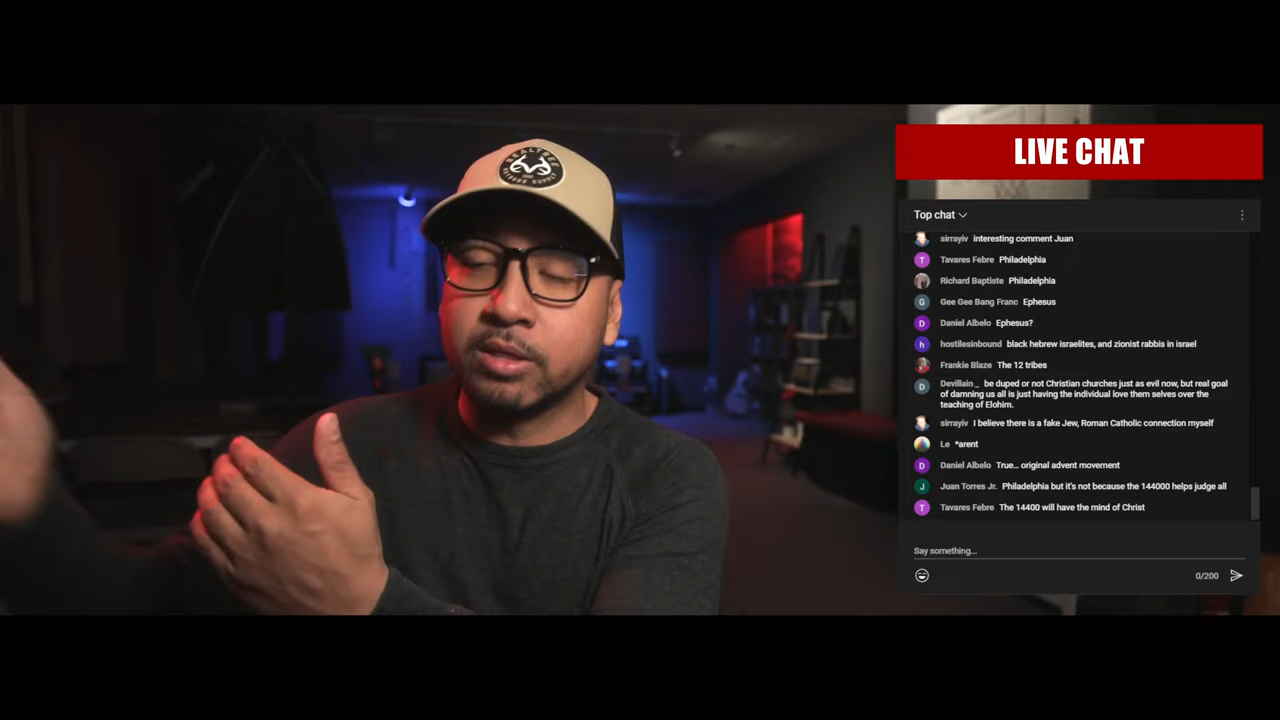 REALTREE
FISHING SUPPLY
LIVE CHAT
Top chat
sirrayiv interesting comment Juan
Tavares Febre Philadelphia
Richard Baptiste Philadelphia
Gee Gee Bang Franc Ephesus
Daniel Albelo Ephesus?
hostilesinbound black hebrew israelites, and zionist rabbis in israel
Frankie Blaze The 12 tribes
Devillain _ be duped or not Christian churches just as evil now, but real goal
of damning us all is just having the individual love them selves over the
teaching of Elohim.
sirrayiv I believe there is a fake Jew, Roman Catholic connection myself
Le *arent
Daniel Albelo True... original advent movement
Juan Torres Jr. Philadelphia but it's not because the 144000 helps judge all
Tavares Febre The 14400 will have the mind of Christ
Say something...
0/200